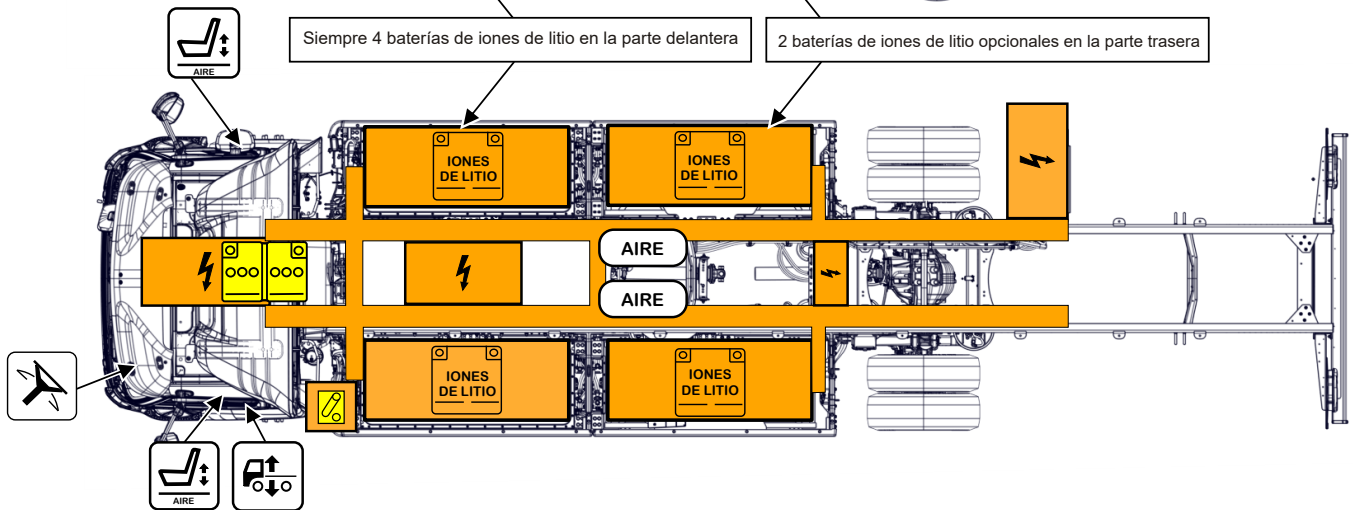 Siempre 4 baterías de iones de litio en la parte delantera
2 baterías de iones de litio opcionales en la parte trasera
AIRE
IONES
DE LITIO
IONES
DE LITIO
AIRE
AIRE
IONES
DE LITIO
IONES
DE LITIO
AIRE